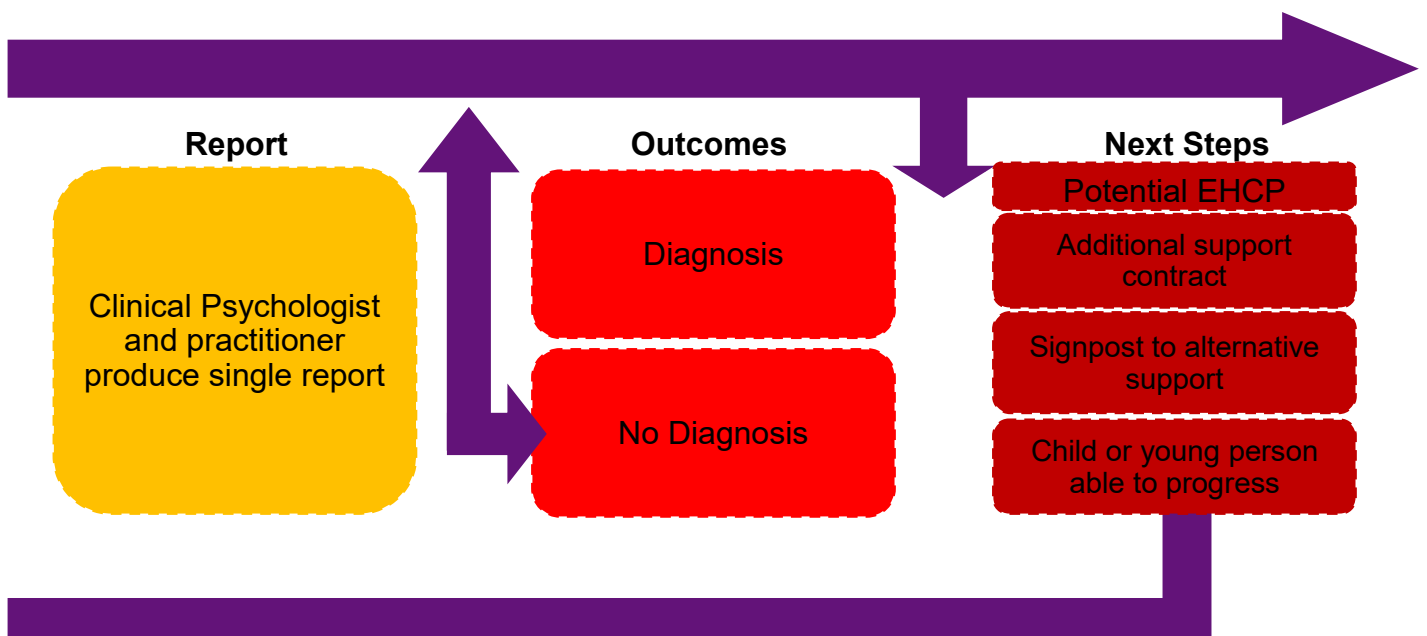 Report
Clinical Psychologist
and practitioner
produce single report
Outcomes
Diagnosis
No Diagnosis
Next Steps
Potential EHCP
Additional support
contract
Signpost to alternative
support
Child or young person
able to progress